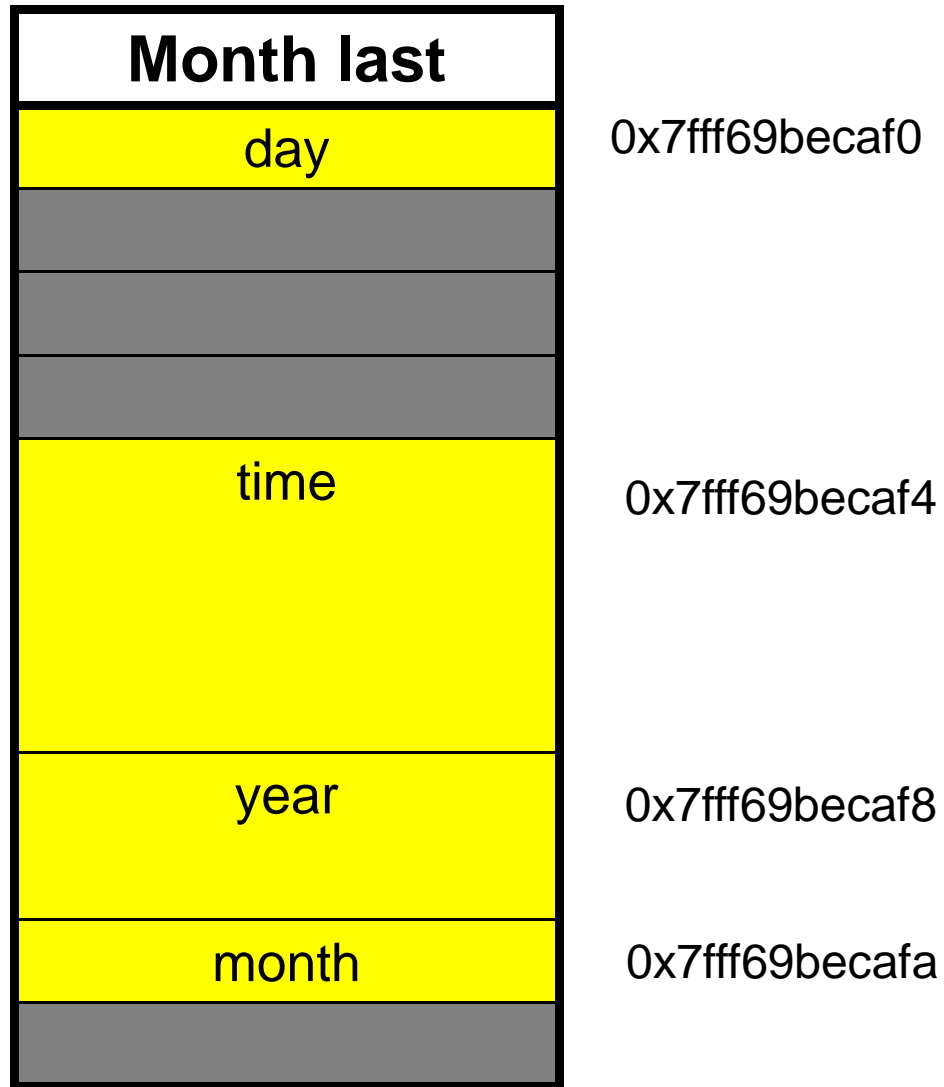 Month last
day 0x7fff69becaf0
time 0x7fff69becaf4
year 0x7fff69becaf8
month 0x7fff69becafa